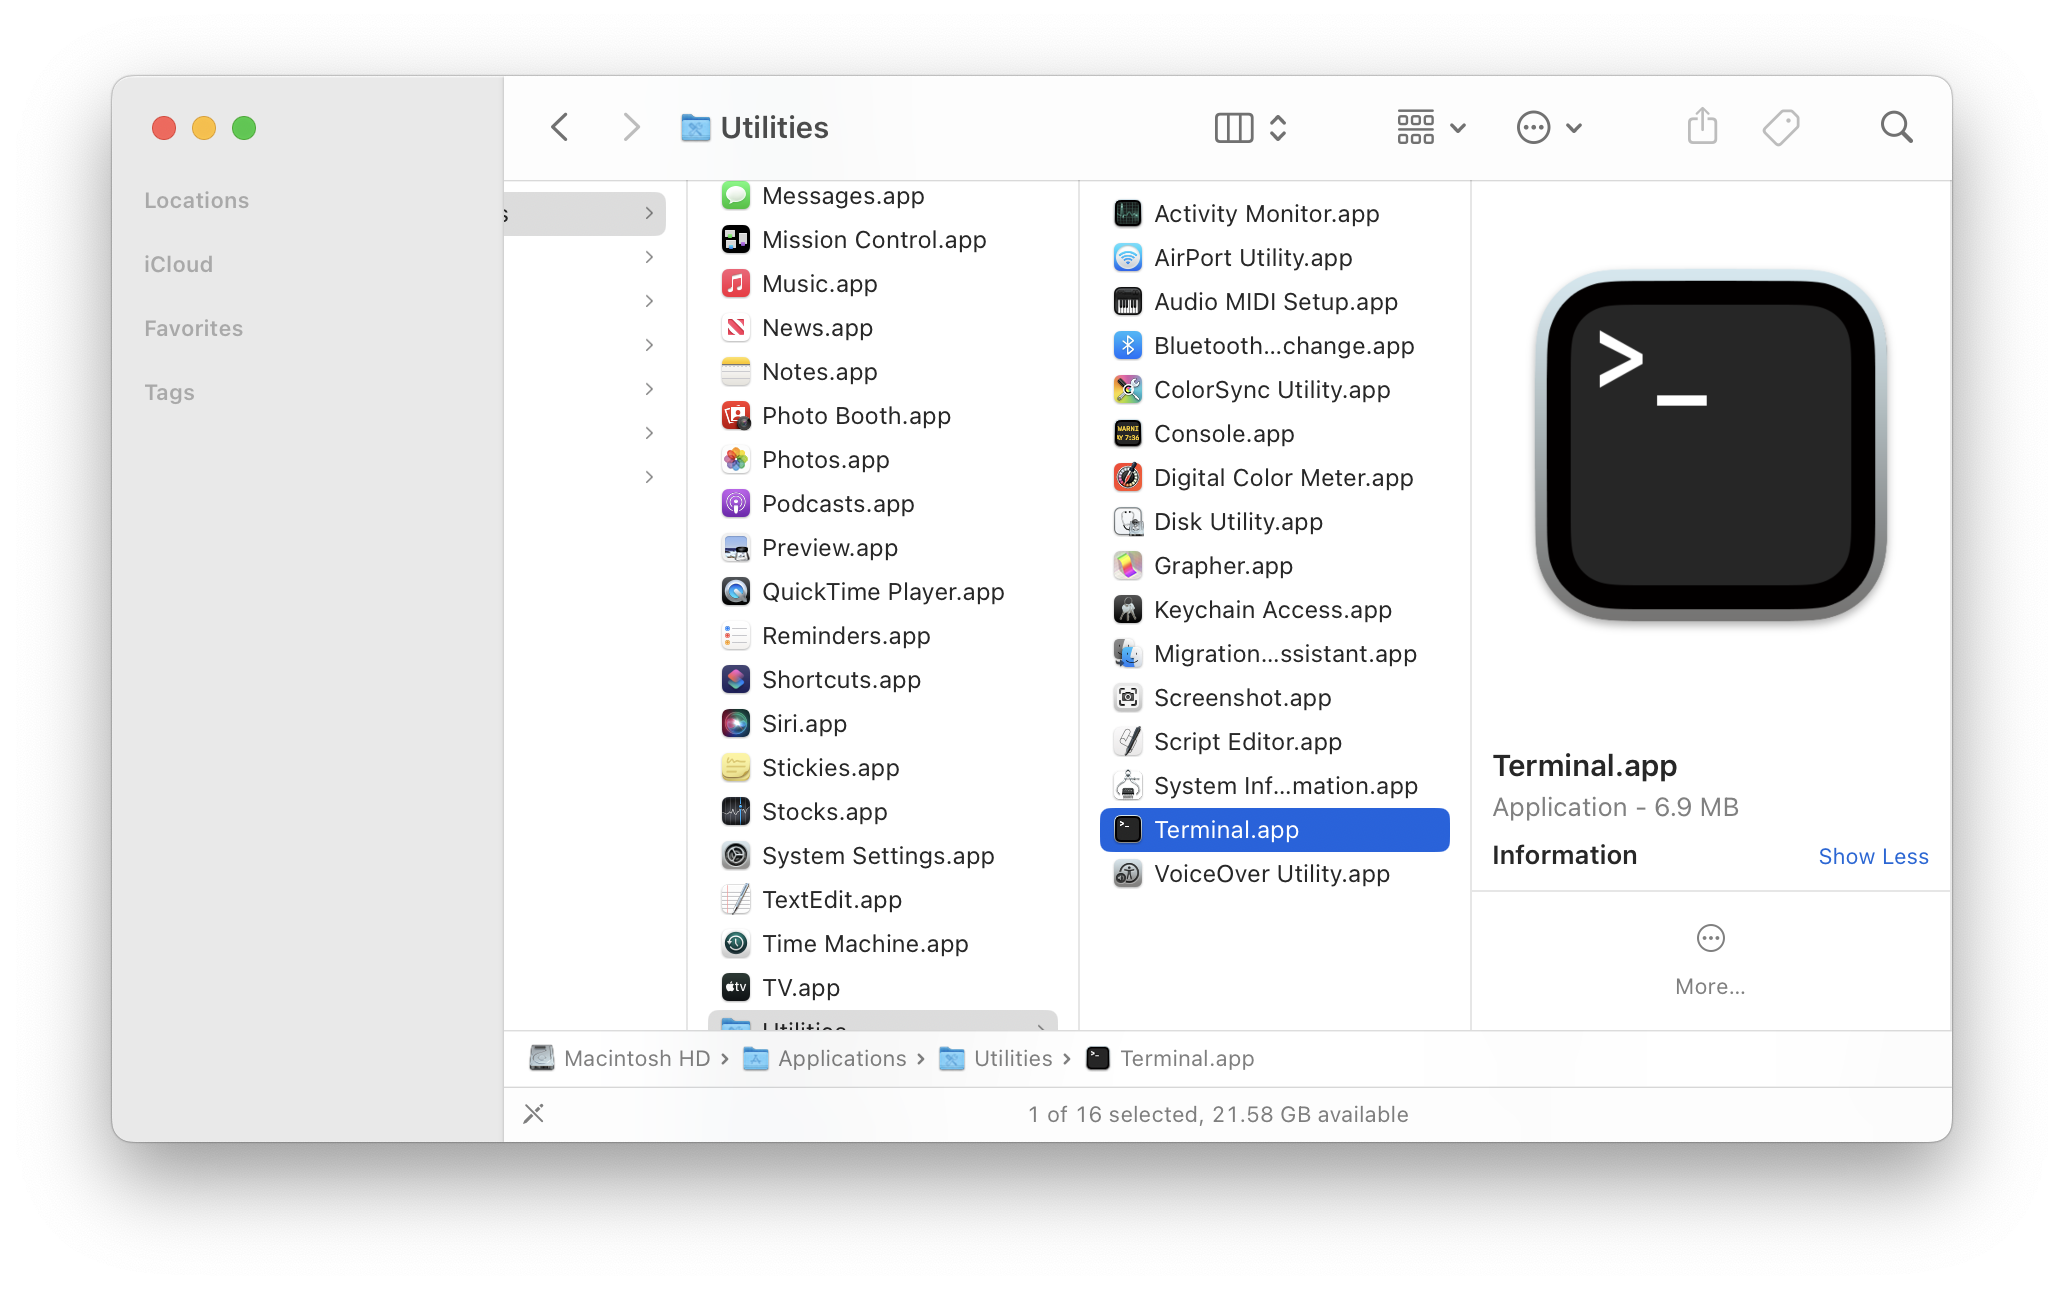 Utilities
Locations
iCloud
Favorites
Tags
s
Messages.app
Mission Control.app
Music.app
News.app
Notes.app
Photo Booth.app
Photos.app
Podcasts.app
Preview.app
QuickTime Player.app
Reminders.app
Shortcuts.app
Siri.app
Stickies.app
Stocks.app
System Settings.app
TextEdit.app
Time Machine.app
tv
TV.app
Utilities
Activity Monitor.app
AirPort Utility.app
Audio MIDI Setup.app
Bluetooth...change.app
ColorSync Utility.app
WARNI
Console.app
Digital Color Meter.app
Disk Utility.app
Grapher.app
Keychain Access.app
Migration...ssistant.app
Screenshot.app
Script Editor.app
System Inf...mation.app
Terminal.app
VoiceOver Utility.app
>_
Terminal.app
Application - 6.9 MB
Information
Show Less
More...
Macintosh HD › Applications › Utilities › Terminal.app
1 of 16 selected, 21.58 GB available